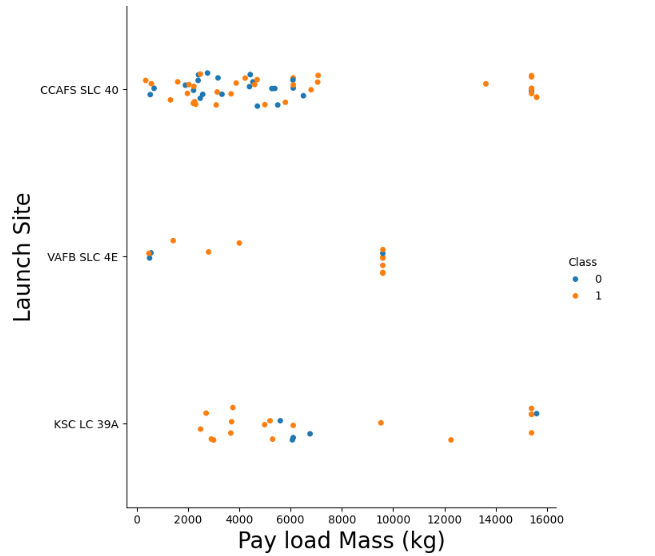 CCAFS SLC 40
VAFB SLC 4E
KSC LC 39A
Launch Site
0 2000 4000 6000 8000 10000 12000 14000 16000
Pay load Mass (kg)
Class
0
1